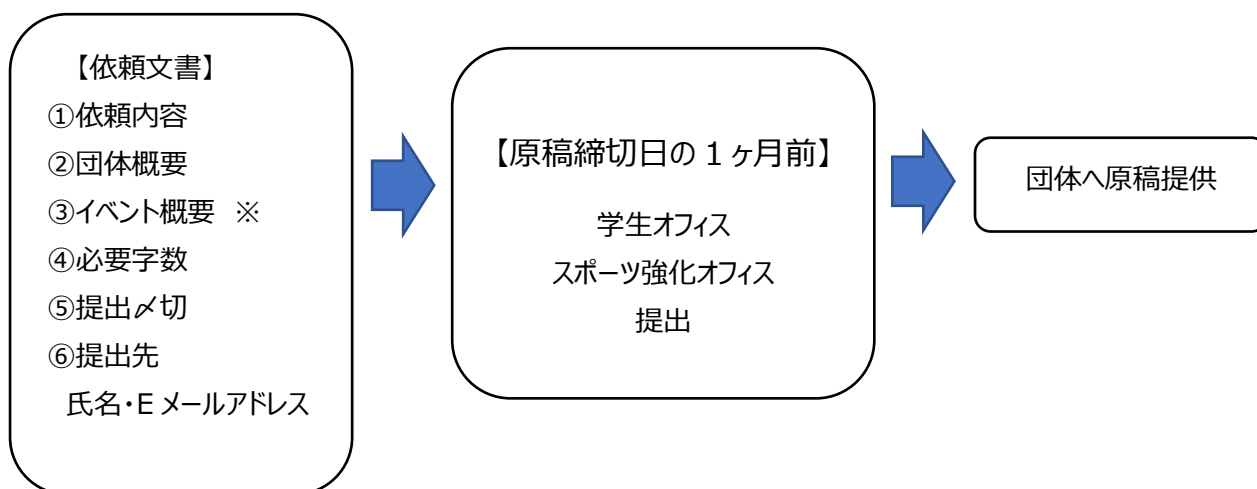 【依頼文書】
①依頼内容
②団体概要
③イベント概要 ※
④必要字数
⑤提出〆切
⑥提出先
氏名・Eメールアドレス
【原稿締切日の1ヶ月前】
学生オフィス
スポーツ強化オフィス
提出
団体へ原稿提供